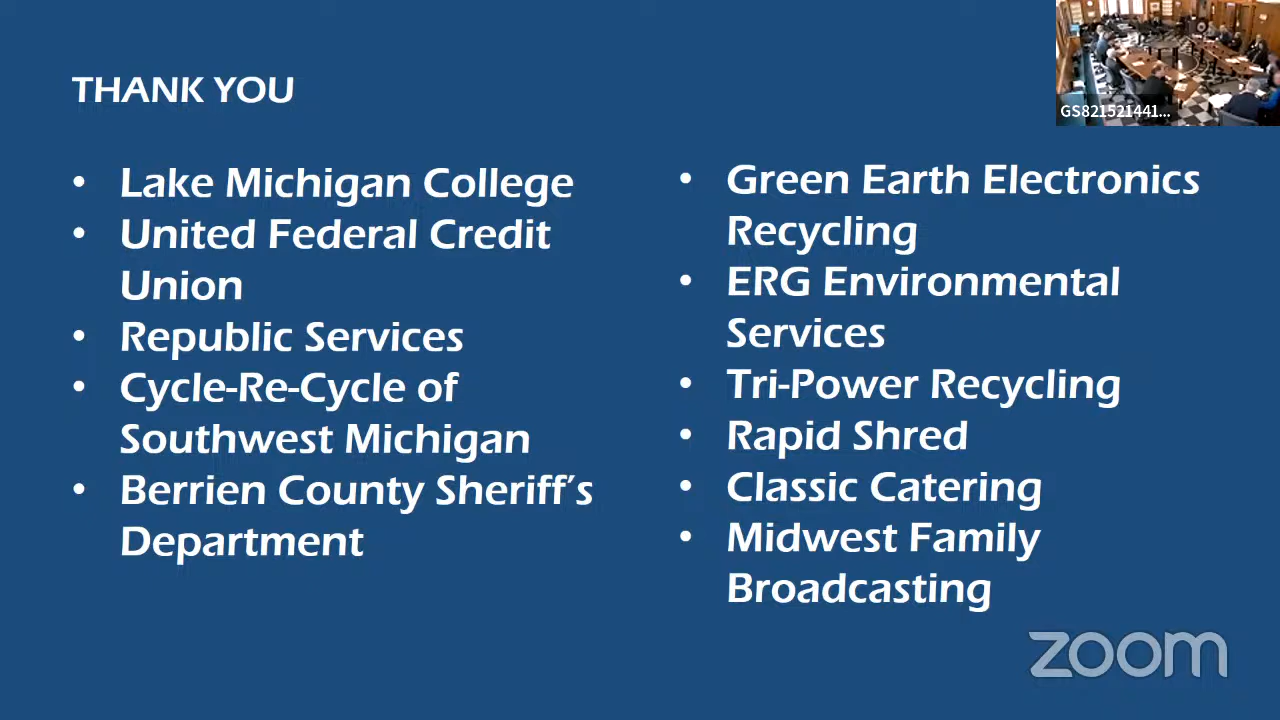 THANK YOU
• Lake Michigan College
• United Federal Credit
Union
• Republic Services
• Cycle-Re-Cycle of
Southwest Michigan
• Berrien County Sheriff’s
Department
• Green Earth Electronics
Recycling
• ERG Environmental
Services
• Tri-Power Recycling
• Rapid Shred
• Classic Catering
• Midwest Family
Broadcasting
GS821521441...
zoom